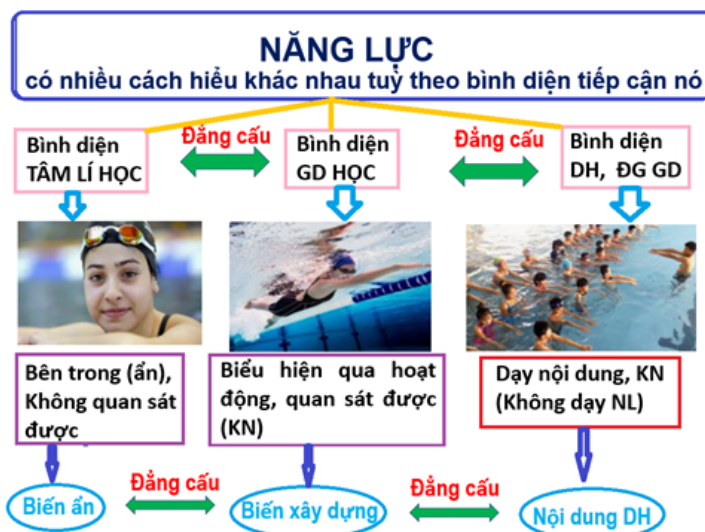 NĂNG LỰC
có nhiều cách hiểu khác nhau tuỳ theo bình diện tiếp cận nó
Bình diện
TÂM LÍ HỌC
Đẳng cấu
Bình diện
GD HỌC
Đẳng cấu
Bình diện
DH, ĐG GD
Bên trong (ẩn),
Không quan sát
được
Biểu hiện qua hoạt
động, quan sát được
(KN)
Dạy nội dung, KN
(Không dạy NL)
Biến ẩn
Đẳng cấu
Biến xây dựng
Đẳng cấu
Nội dung DH